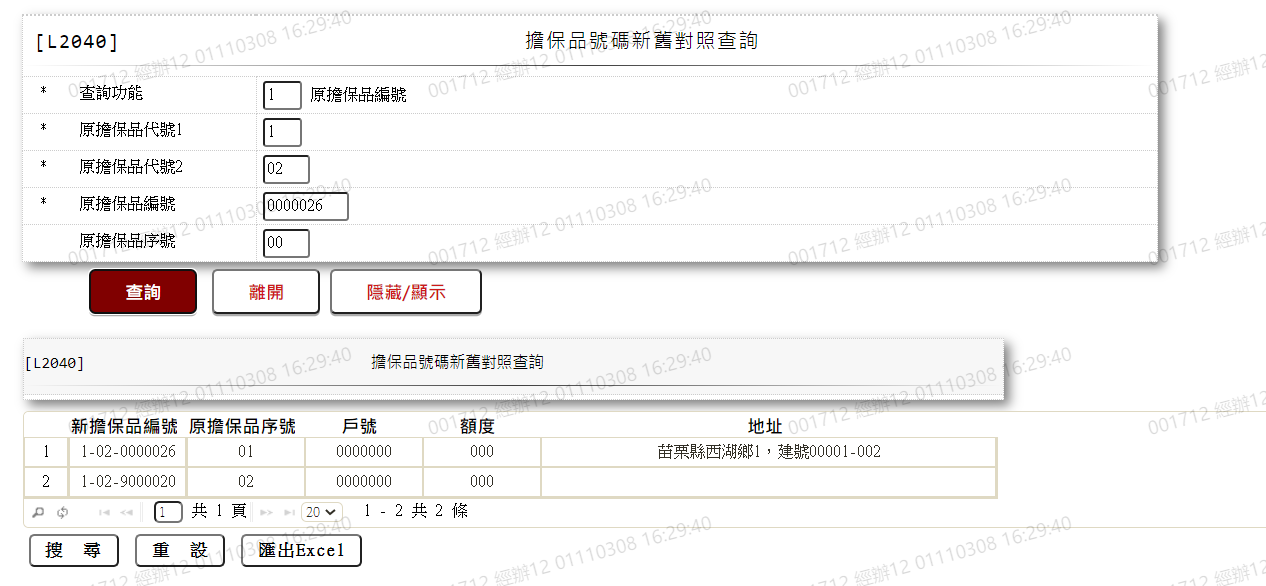 [L2040] 擔保品號碼新舊對照查詢
* 查詢功能 1 原擔保品編號
* 原擔保品代號1 1
* 原擔保品代號2 02
* 原擔保品編號 0000026
原擔保品序號 00
查詢 離開 隱藏/顯示
[L2040] 擔保品號碼新舊對照查詢
新擔保品編號 原擔保品序號 戶號 額度 地址
1 1-02-0000026 01 0000000 000 苗栗縣西湖鄉1，建號00001-002
2 1-02-9000020 02 0000000 000
1 共 1 頁 20 1 - 2 共 2 條
搜 尋 重 設 匯出Excel
001712 經辦12 01110308 16:29:40